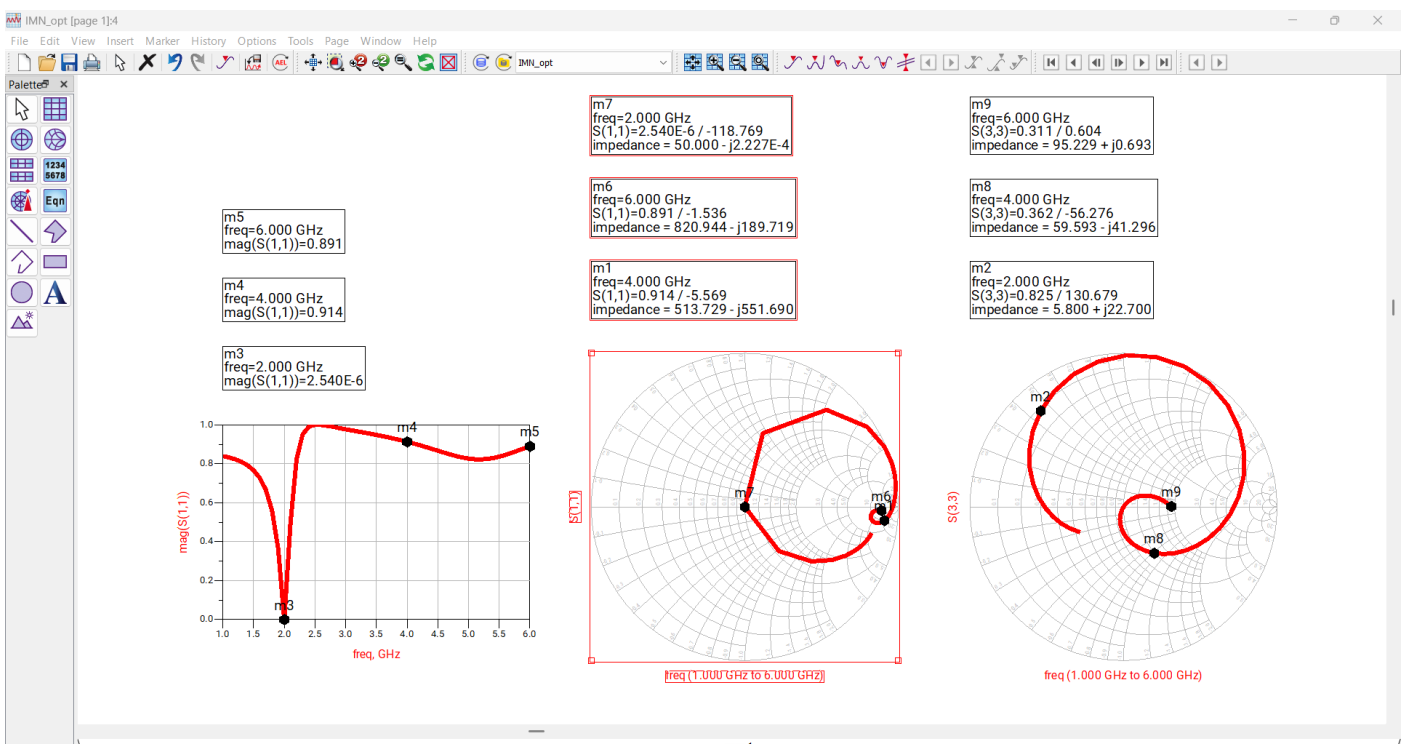 IMN_opt [page 1]:4
File Edit View Insert Marker History Options Tools Page Window Help
AEL
IMN_opt
Palette
1234
5678
Eqn
A
m5
freq=6.000 GHz
mag(S(1,1))=0.891
m4
freq=4.000 GHz
mag(S(1,1))=0.914
m3
freq=2.000 GHz
mag(S(1,1))=2.540E-6
m7
freq=2.000 GHz
S(1,1)=2.540E-6 / -118.769
impedance = 50.000 - j2.227E-4
m6
freq=6.000 GHz
S(1,1)=0.891 / -1.536
impedance = 820.944 - j189.719
m1
freq=4.000 GHz
S(1,1)=0.914 / -5.569
impedance = 513.729 - j551.690
m9
freq=6.000 GHz
S(3,3)=0.311 / 0.604
impedance = 95.229 + j0.693
m8
freq=4.000 GHz
S(3,3)=0.362 / -56.276
impedance = 59.593 - j41.296
m2
freq=2.000 GHz
S(3,3)=0.825 / 130.679
impedance = 5.800 + j22.700
mag(S(1,1))
1.0
0.8
0.6
0.4
0.2
0.0
m4
m5
m3
1.0 1.5 2.0 2.5 3.0 3.5 4.0 4.5 5.0 5.5 6.0
freq, GHz
S(1,1)
m7
m6
freq (1.000 GHz to 6.000 GHz)
S(3,3)
m2
m9
m8
freq (1.000 GHz to 6.000 GHz)